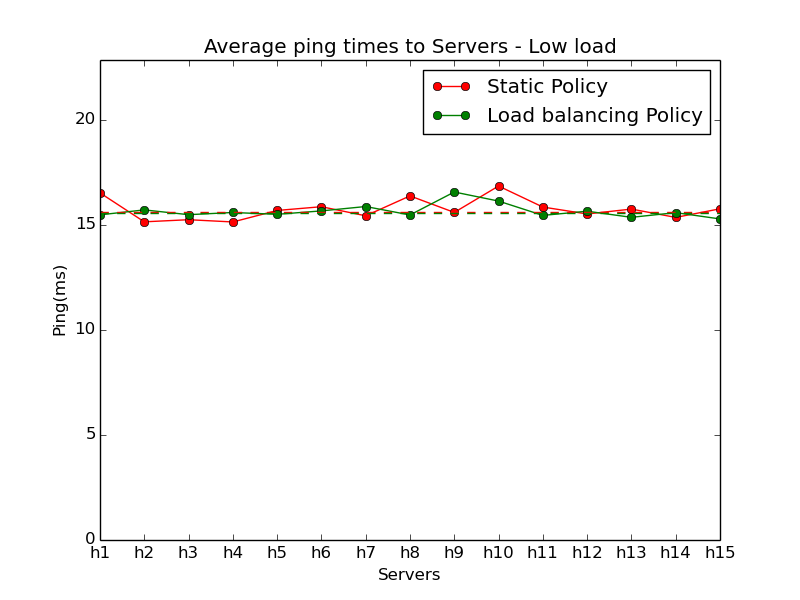 Average ping times to Servers - Low load
Static Policy
Load balancing Policy
20
15
10
5
0
Ping(ms)
h1 h2 h3 h4 h5 h6 h7 h8 h9 h10 h11 h12 h13 h14 h15
Servers